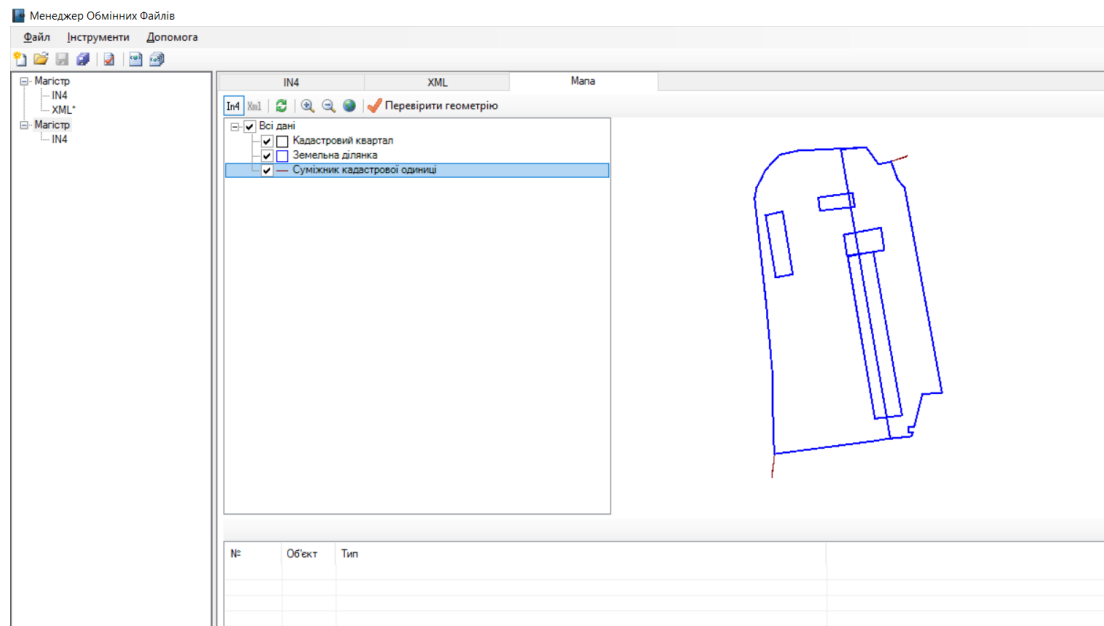 Менеджер Обмінних Файлів
Файл Інструменти Допомога
Магістр
IN4
XML*
Магістр
IN4
IN4 XML Мапа
In4 Xml Перевірити геометрію
Всі дані
Кадастровий квартал
Земельна ділянка
Суміжник кадастрової одиниці
№ Об'єкт Тип